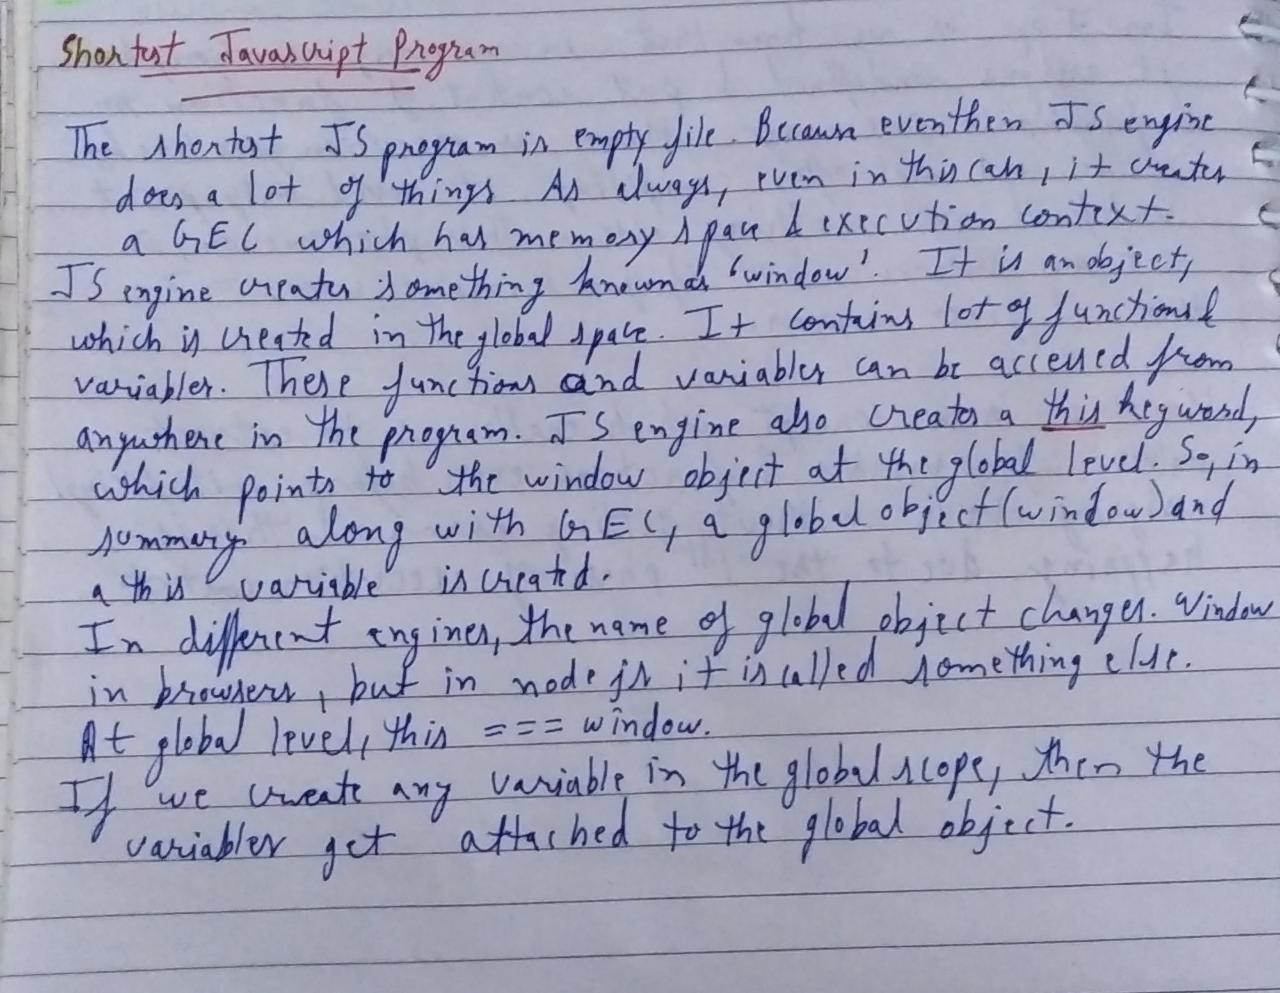 Shortest Javascript Program
The shortest JS program is empty file. Because eventhen JS engine
does a lot of things. As always, even in this case, it creates
a GEC which has memory space & execution context.
JS engine creates something known as 'window'. It is an object,
which is created in the global space. It contains lot of functions &
variables. These functions and variables can be accessed from
anywhere in the program. JS engine also creates a this keyword,
which points to the window object at the global level. So, in
summary along with GEC, a global object (window) and
a this variable is created.
In different engines, the name of global object changes. Window
in browsers, but in node js it is called something else.
At global level, this === window.
If we create any variable in the global scope, then the
variables get attached to the global object.